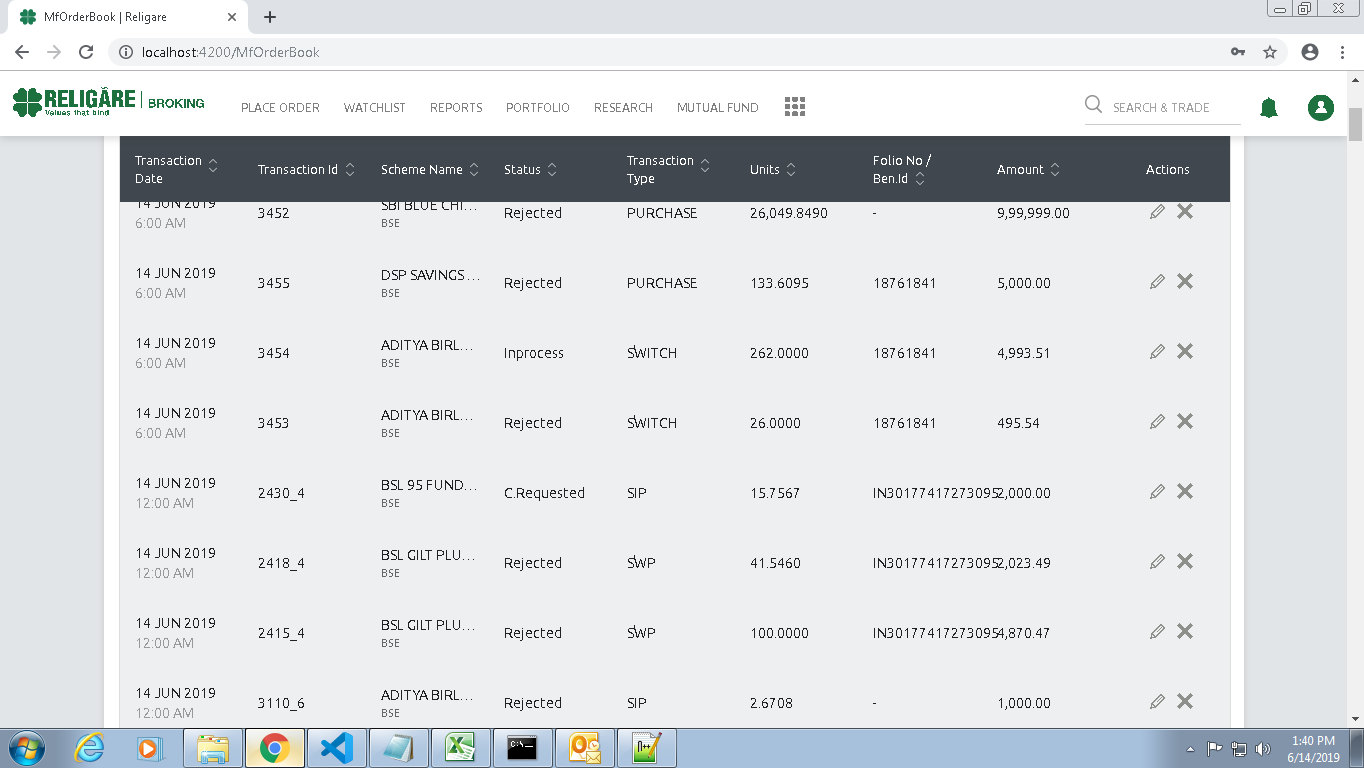 MfOrderBook | Religare
localhost:4200/MfOrderBook
RELIGARE BROKING
Values that bind
PLACE ORDER WATCHLIST REPORTS PORTFOLIO RESEARCH MUTUAL FUND SEARCH & TRADE
Transaction Date Transaction Id Scheme Name Status Transaction Type Units Folio No / Ben.Id Amount Actions
14 JUN 2019 3452 SBI BLUE CHI... Rejected PURCHASE 26,049.8490 - 9,99,999.00
6:00 AM BSE
14 JUN 2019 3455 DSP SAVINGS ... Rejected PURCHASE 133.6095 18761841 5,000.00
6:00 AM BSE
14 JUN 2019 3454 ADITYA BIRL... Inprocess SWITCH 262.0000 18761841 4,993.51
6:00 AM BSE
14 JUN 2019 3453 ADITYA BIRL... Rejected SWITCH 26.0000 18761841 495.54
6:00 AM BSE
14 JUN 2019 2430_4 BSL 95 FUND... C.Requested SIP 15.7567 IN30177417273095 2,000.00
12:00 AM BSE
14 JUN 2019 2418_4 BSL GILT PLU... Rejected SWP 41.5460 IN30177417273095 2,023.49
12:00 AM BSE
14 JUN 2019 2415_4 BSL GILT PLU... Rejected SWP 100.0000 IN30177417273095 4,870.47
12:00 AM BSE
14 JUN 2019 3110_6 ADITYA BIRL... Rejected SIP 2.6708 - 1,000.00
12:00 AM BSE
1:40 PM
6/14/2019